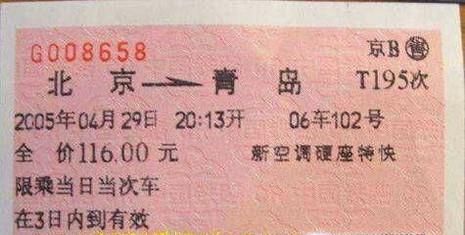 G008658 京B 售
北京→青岛 T195次
2005年04月29日 20:13开 06车102号
全价116.00元 新空调硬座特快
限乘当日当次车
在3日内到有效